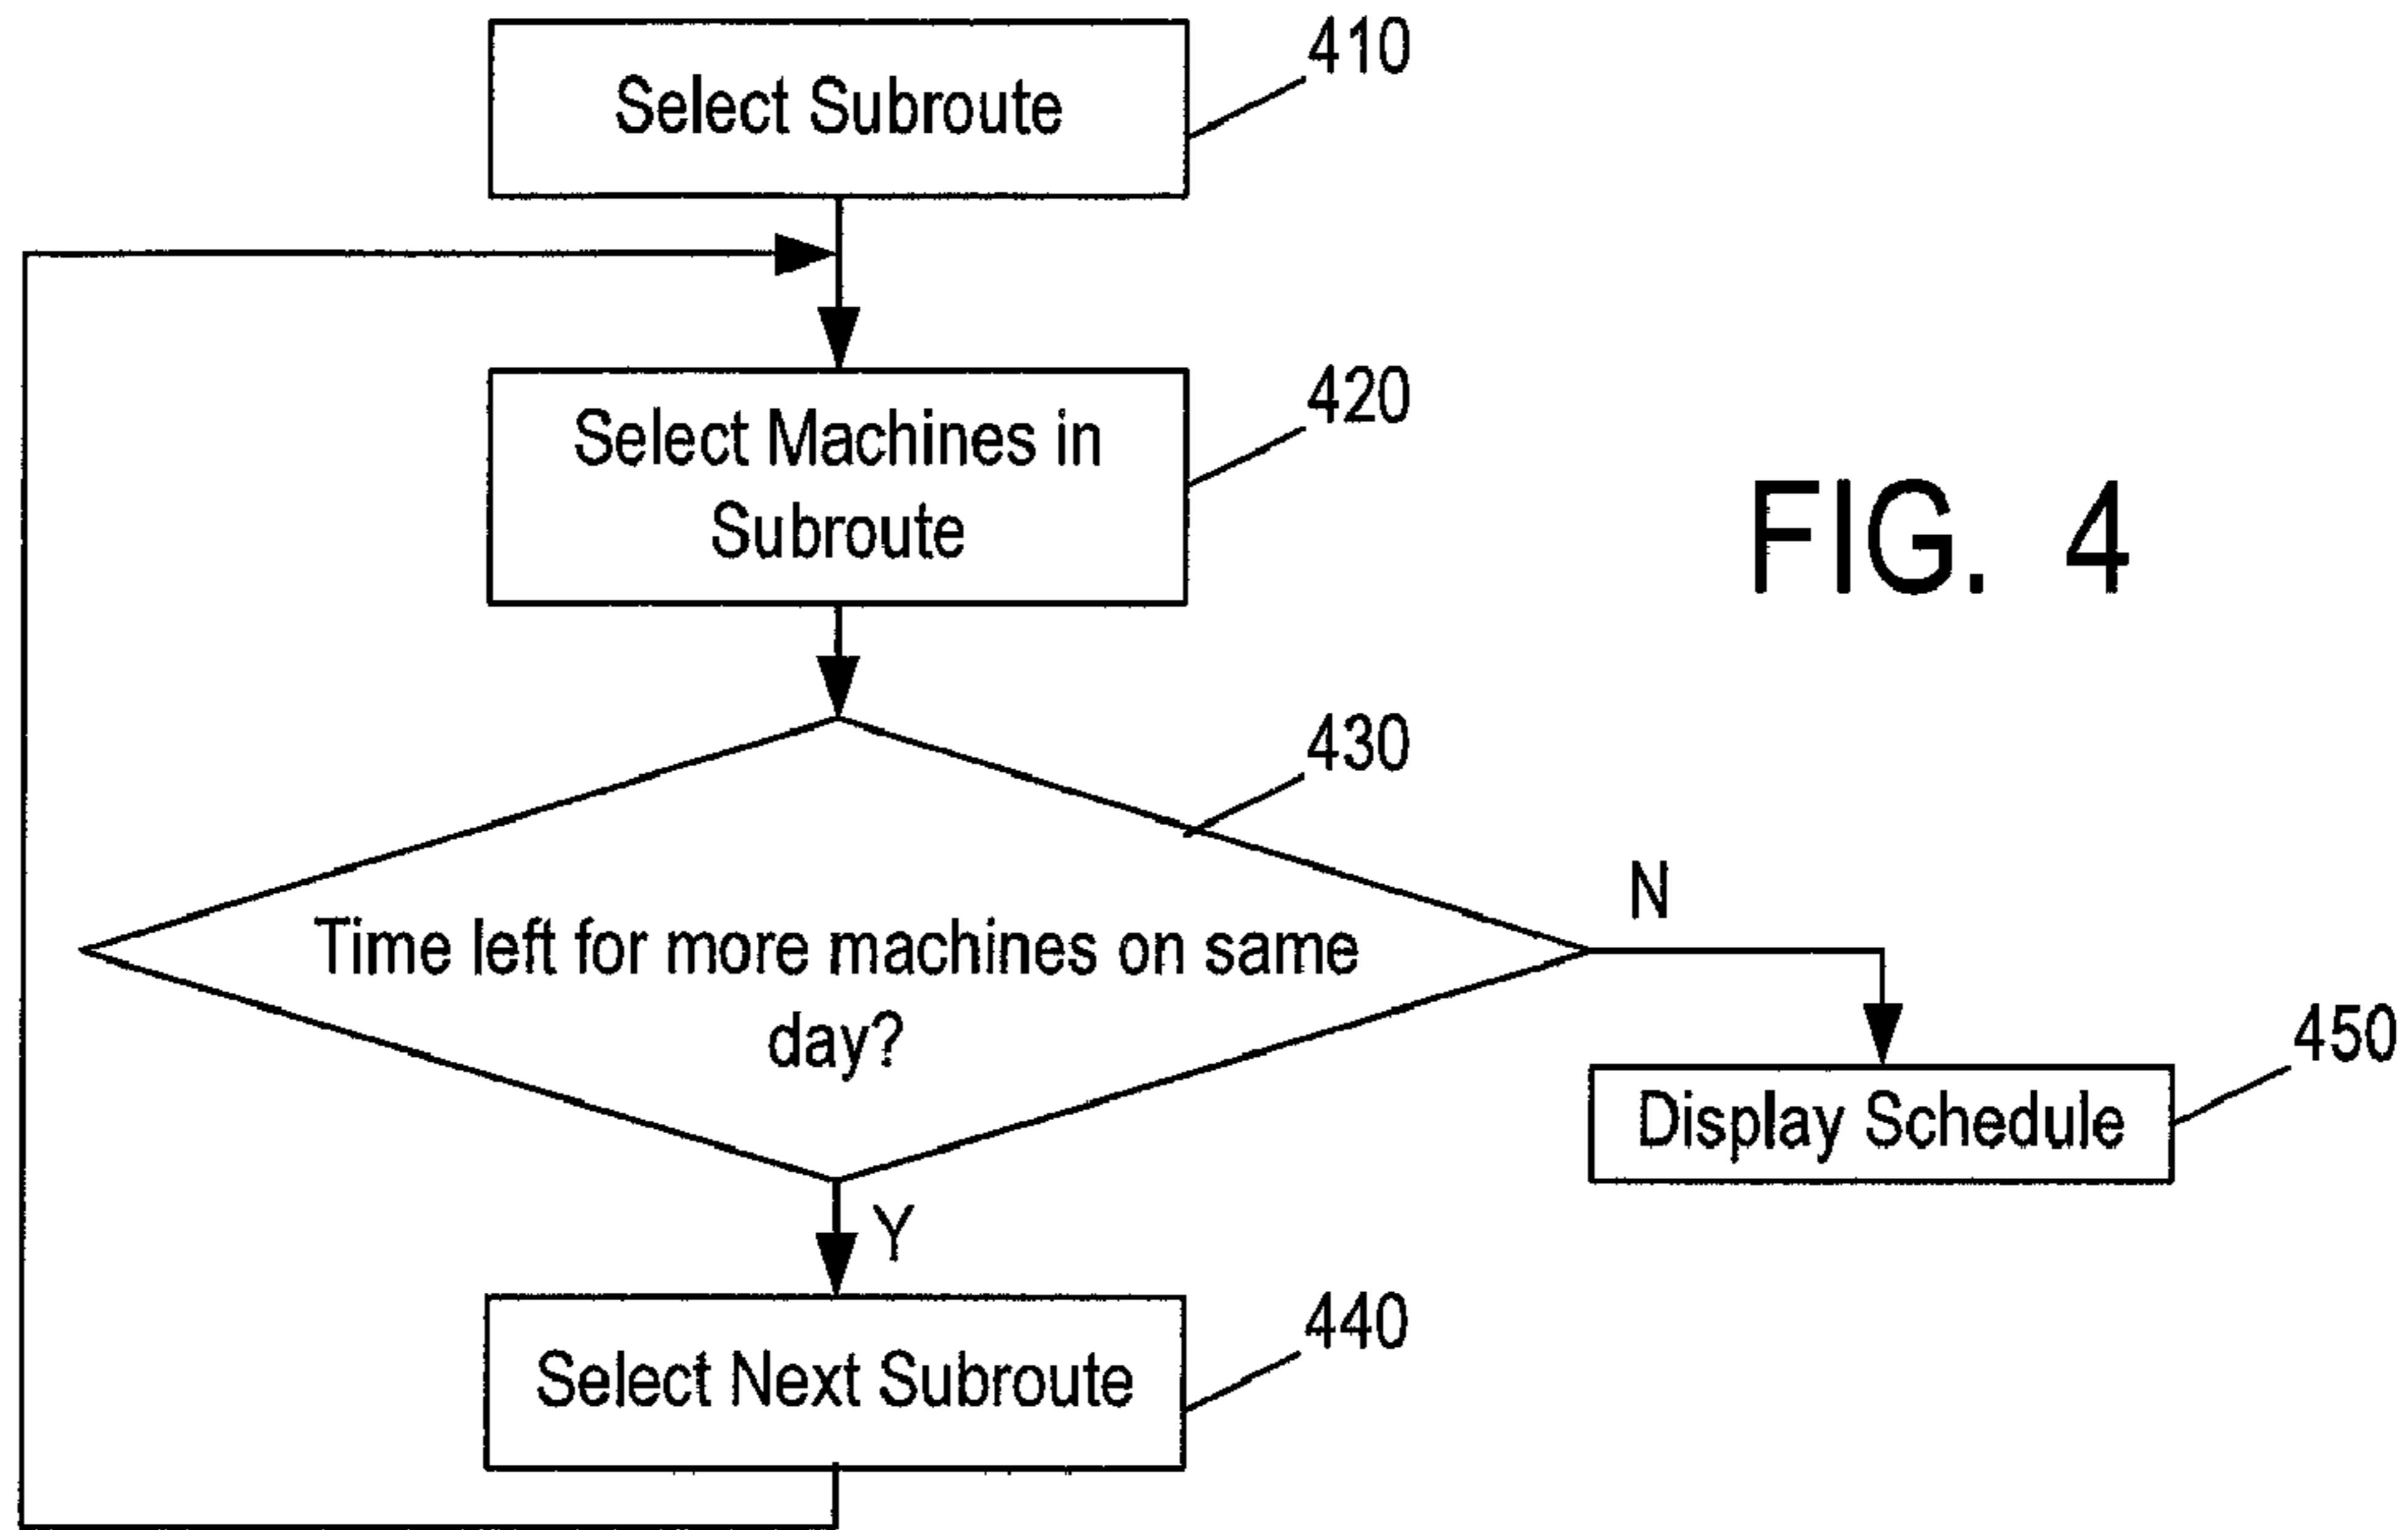 Select Subroute
410
Select Machines in
Subroute
420
FIG. 4
Time left for more machines on same
day?
430
N
Y
Display Schedule
450
Select Next Subroute
440